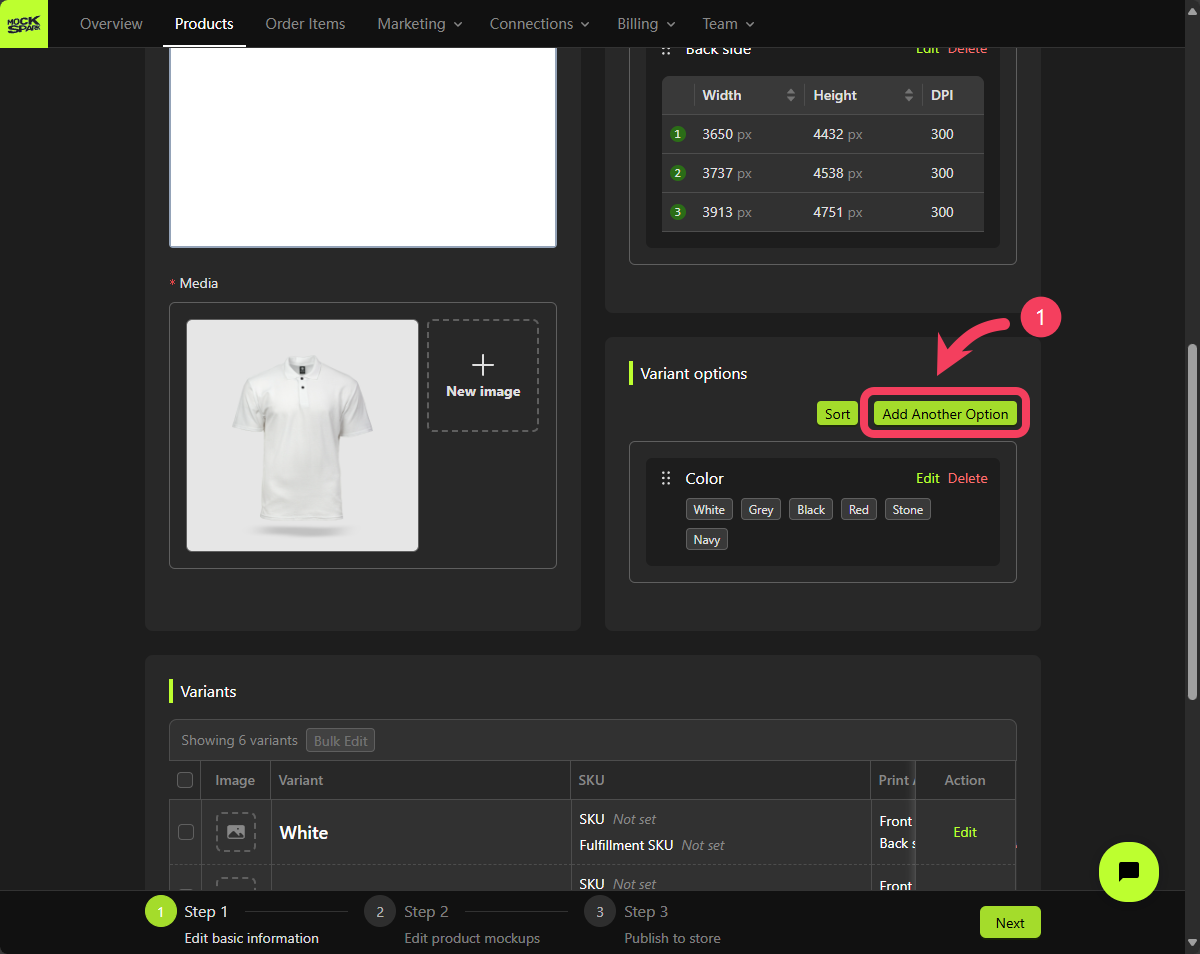 MOCK
SPARK
Overview
Products
Order Items
Marketing
Connections
Billing
Team
Back side
Edit Delete
Width Height DPI
1 3650 px 4432 px 300
2 3737 px 4538 px 300
3 3913 px 4751 px 300
* Media
New image
1
Variant options
Sort
Add Another Option
Color
Edit Delete
White Grey Black Red Stone
Navy
Variants
Showing 6 variants Bulk Edit
Image Variant SKU Print Action
White
SKU Not set
Fulfillment SKU Not set
Front
Back s
Edit
SKU Not set
Front
1 Step 1
Edit basic information
2 Step 2
Edit product mockups
3 Step 3
Publish to store
Next